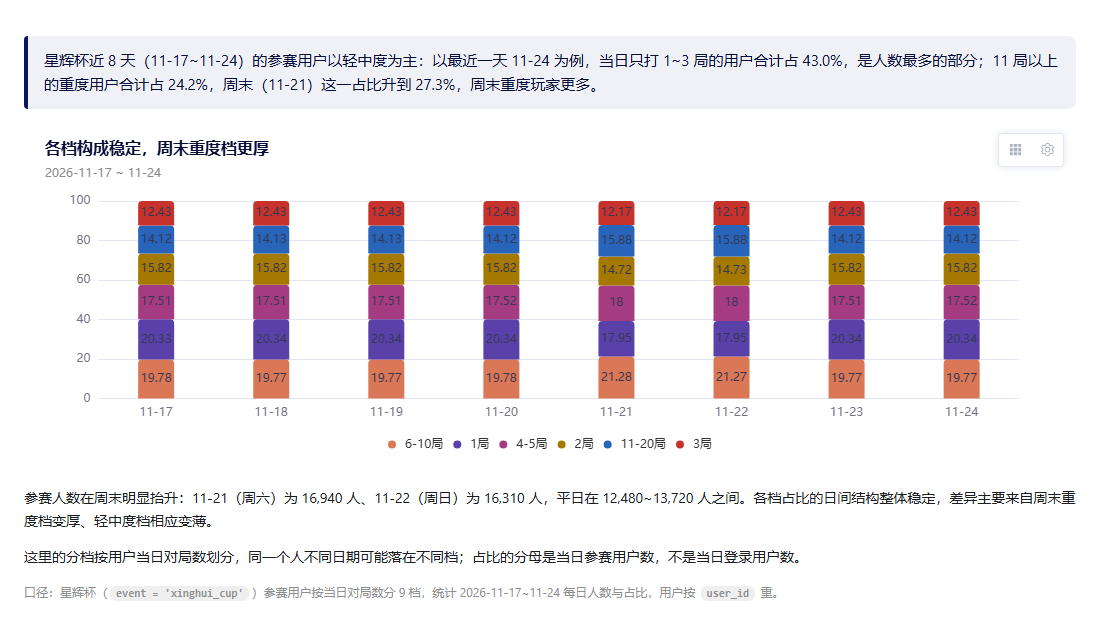 星辉杯近 8 天（11-17~11-24）的参赛用户以轻中度为主：以最近一天 11-24 为例，当日只打 1~3 局的用户合计占 43.0%，是人数最多的部分；11 局以上
的重度用户合计占 24.2%，周末（11-21）这一占比升到 27.3%，周末重度玩家更多。
各档构成稳定，周末重度档更厚
2026-11-17 ~ 11-24
100
12.43 12.43 12.43 12.43 12.17 12.17 12.43 12.43
80
14.12 14.13 14.13 14.12 15.88 15.88 14.12 14.12
15.82 15.82 15.82 15.82 14.72 14.73 15.82 15.82
60
17.51 17.51 17.51 17.52 18 18 17.51 17.52
40
20.33 20.34 20.34 20.34 17.95 17.95 20.34 20.34
20
19.78 19.77 19.77 19.78 21.28 21.27 19.77 19.77
0
11-17 11-18 11-19 11-20 11-21 11-22 11-23 11-24
6-10局 1局 4-5局 2局 11-20局 3局
参赛人数在周末明显抬升：11-21（周六）为 16,940 人、11-22（周日）为 16,310 人，平日在 12,480~13,720 人之间。各档占比的日间结构整体稳定，差异主要来自周末重
度档变厚、轻中度档相应变薄。
这里的分档按用户当日对局数划分，同一个人不同日期可能落在不同档；占比的分母是当日参赛用户数，不是当日登录用户数。
口径：星辉杯（event = 'xinghui_cup'）参赛用户按当日对局数分 9 档，统计 2026-11-17~11-24 每日人数与占比，用户按 user_id 重。